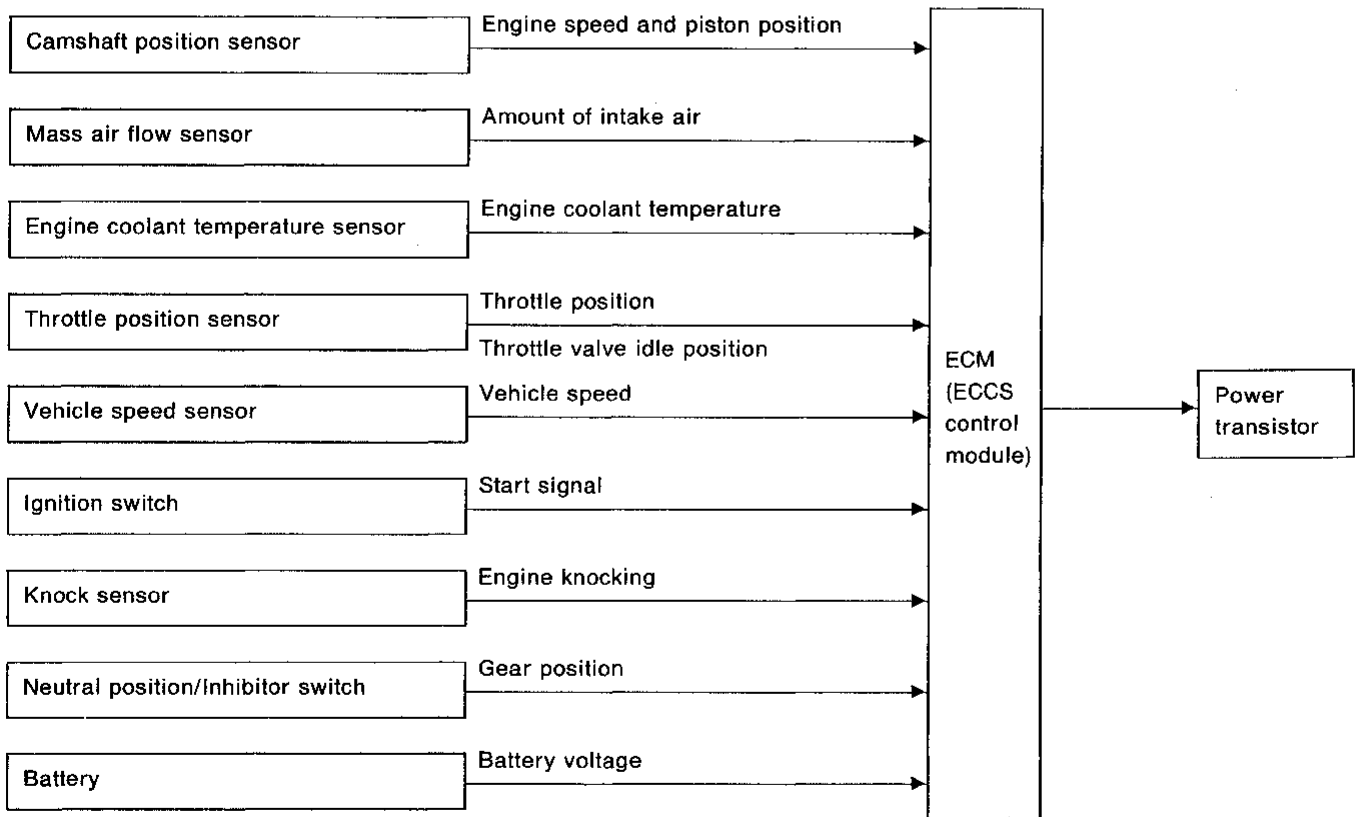 Camshaft position sensor
Engine speed and piston position
Mass air flow sensor
Amount of intake air
Engine coolant temperature sensor
Engine coolant temperature
Throttle position sensor
Throttle position
Throttle valve idle position
Vehicle speed sensor
Vehicle speed
Ignition switch
Start signal
Knock sensor
Engine knocking
Neutral position/Inhibitor switch
Gear position
Battery
Battery voltage
ECM
(ECCS
control
module)
Power
transistor